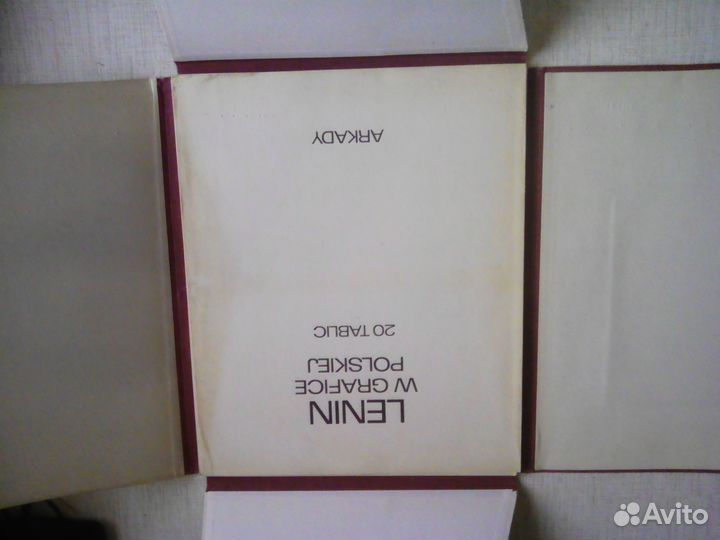 LENIN
W GRAFICE
POLSKIEJ
20 TABLIC
ARKADY
Avito